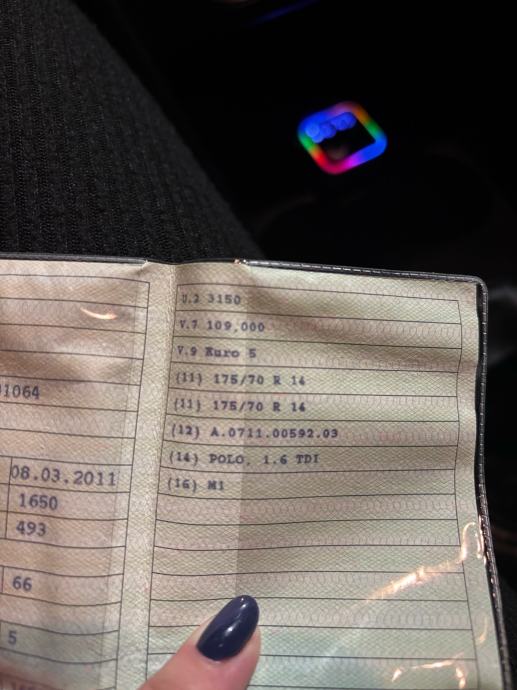 U.2 3150
V.7 109,000
V.9 Euro 5
(11) 175/70 R 14
(11) 175/70 R 14
(12) A.0711.00592.03
(14) POLO, 1.6 TDI
(16) M1
1064
08.03.2011
1650
493
66
5